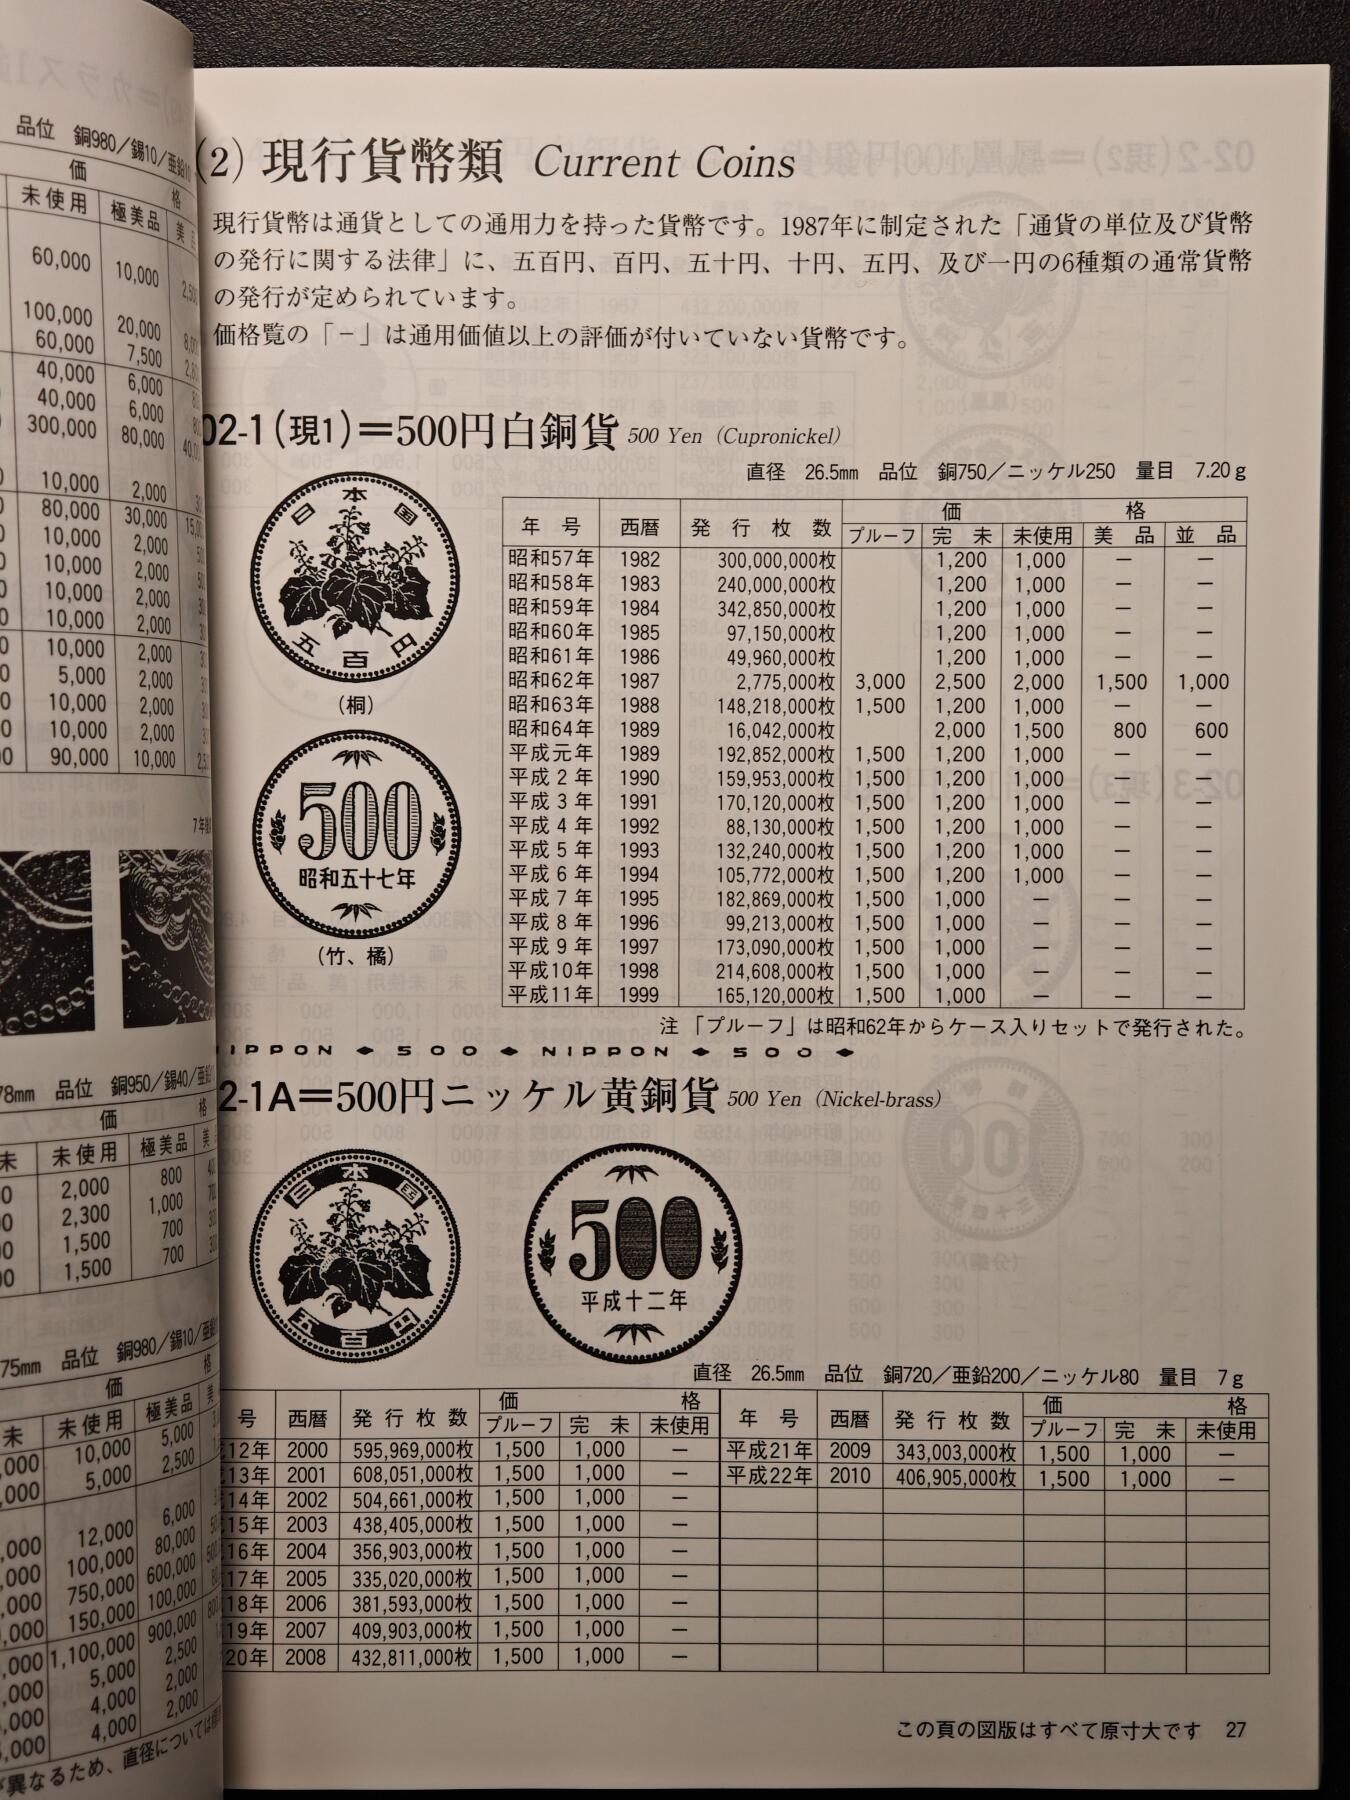 品位 銅980／錫10／亜鉛10
価 格
未使用 極美品 美
60,000 10,000 2,500
100,000 20,000
60,000 7,500
40,000 6,000
40,000 6,000
300,000 80,000
10,000 2,000
80,000 30,000
10,000 2,000
10,000 2,000
10,000 2,000
10,000 2,000
10,000 2,000
5,000 2,000
10,000 2,000
10,000 2,000
90,000 10,000
78mm 品位 銅950／錫40／亜鉛
価 格
未 未使用 極美品 美
2,000 800
2,300 1,000
1,500 700
1,500 700
75mm 品位 銅980／錫10／亜鉛
価 格
未 未使用 極美品 美
10,000 5,000
5,000 2,500
12,000 6,000
100,000 80,000
750,000 600,000
150,000 100,000
1,100,000 900,000
5,000 2,500
4,000 2,000
4,000 2,000
異なるため、直径については
(2) 現行貨幣類 Current Coins
現行貨幣は通貨としての通用力を持った貨幣です。1987年に制定された「通貨の単位及び貨幣
の発行に関する法律」に、五百円、百円、五十円、十円、五円、及び一円の6種類の通常貨幣
の発行が定められています。
価格覧の「－」は通用価値以上の評価が付いていない貨幣です。
02-1(現1)＝500円白銅貨 500 Yen (Cupronickel)
直径 26.5mm 品位 銅750／ニッケル250 量目 7.20g
日本国
五百円
(桐)
500
昭和五十七年
(竹、橘)
年号 西暦 発行枚数 価格
プルーフ 完未 未使用 美品 並品
昭和57年 1982 300,000,000枚 1,200 1,000 － －
昭和58年 1983 240,000,000枚 1,200 1,000 － －
昭和59年 1984 342,850,000枚 1,200 1,000 － －
昭和60年 1985 97,150,000枚 1,200 1,000 － －
昭和61年 1986 49,960,000枚 1,200 1,000 － －
昭和62年 1987 2,775,000枚 3,000 2,500 2,000 1,500 1,000
昭和63年 1988 148,218,000枚 1,500 1,200 1,000 － －
昭和64年 1989 16,042,000枚 2,000 1,500 800 600
平成元年 1989 192,852,000枚 1,500 1,200 1,000 － －
平成2年 1990 159,953,000枚 1,500 1,200 1,000 － －
平成3年 1991 170,120,000枚 1,500 1,200 1,000 － －
平成4年 1992 88,130,000枚 1,500 1,200 1,000 － －
平成5年 1993 132,240,000枚 1,500 1,200 1,000 － －
平成6年 1994 105,772,000枚 1,500 1,200 1,000 － －
平成7年 1995 182,869,000枚 1,500 1,000 － － －
平成8年 1996 99,213,000枚 1,500 1,000 － － －
平成9年 1997 173,090,000枚 1,500 1,000 － － －
平成10年 1998 214,608,000枚 1,500 1,000 － － －
平成11年 1999 165,120,000枚 1,500 1,000 － － －
注 「プルーフ」は昭和62年からケース入りセットで発行された。
NIPPON ◆ 500 ◆ NIPPON ◆ 500 ◆
2-1A＝500円ニッケル黄銅貨 500 Yen (Nickel-brass)
日本国
五百円
500
平成十二年
直径 26.5mm 品位 銅720／亜鉛200／ニッケル80 量目 7g
号 西暦 発行枚数 価格 年号 西暦 発行枚数 価格
プルーフ 完未 未使用 プルーフ 完未 未使用
12年 2000 595,969,000枚 1,500 1,000 － 平成21年 2009 343,003,000枚 1,500 1,000 －
13年 2001 608,051,000枚 1,500 1,000 － 平成22年 2010 406,905,000枚 1,500 1,000 －
14年 2002 504,661,000枚 1,500 1,000 －
15年 2003 438,405,000枚 1,500 1,000 －
16年 2004 356,903,000枚 1,500 1,000 －
17年 2005 335,020,000枚 1,500 1,000 －
18年 2006 381,593,000枚 1,500 1,000 －
19年 2007 409,903,000枚 1,500 1,000 －
20年 2008 432,811,000枚 1,500 1,000 －
この頁の図版はすべて原寸大です 27